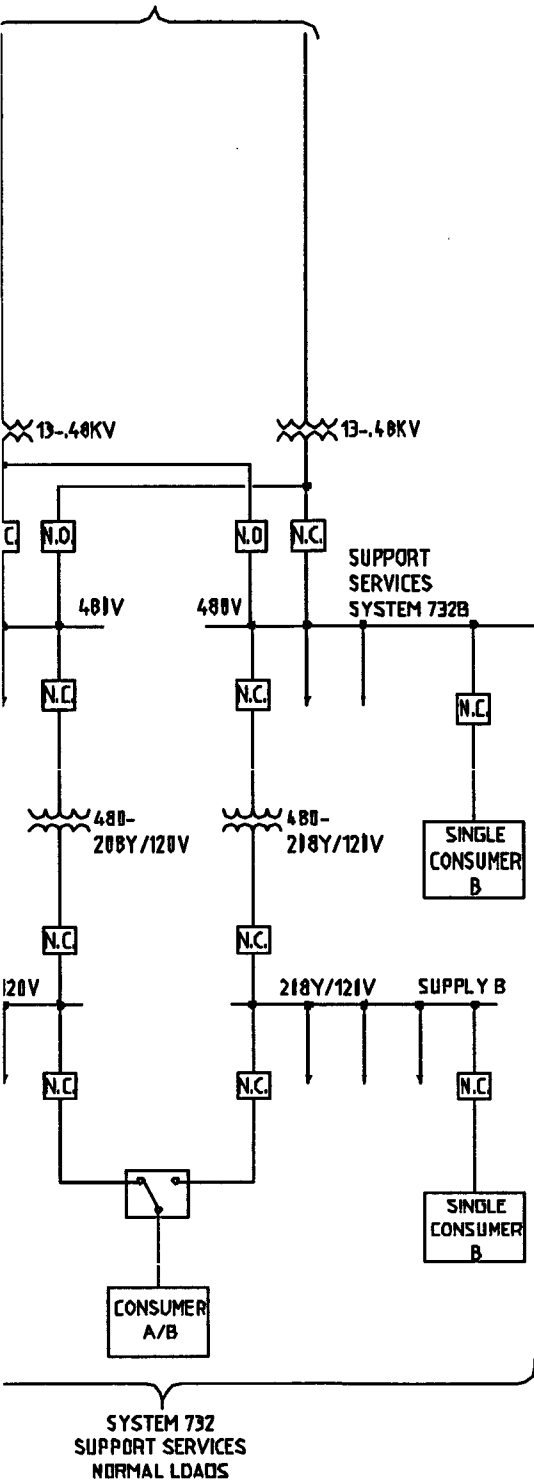 13-.48KV
13-.48KV
C.
N.O.
N.O
N.C.
SUPPORT
SERVICES
SYSTEM 732B
480V
480V
N.C.
N.C.
N.C.
480-
208Y/120V
480-
208Y/120V
SINGLE
CONSUMER
B
N.C.
N.C.
120V
208Y/120V
SUPPLY B
N.C.
N.C.
N.C.
SINGLE
CONSUMER
B
CONSUMER
A/B
SYSTEM 732
SUPPORT SERVICES
NORMAL LOADS